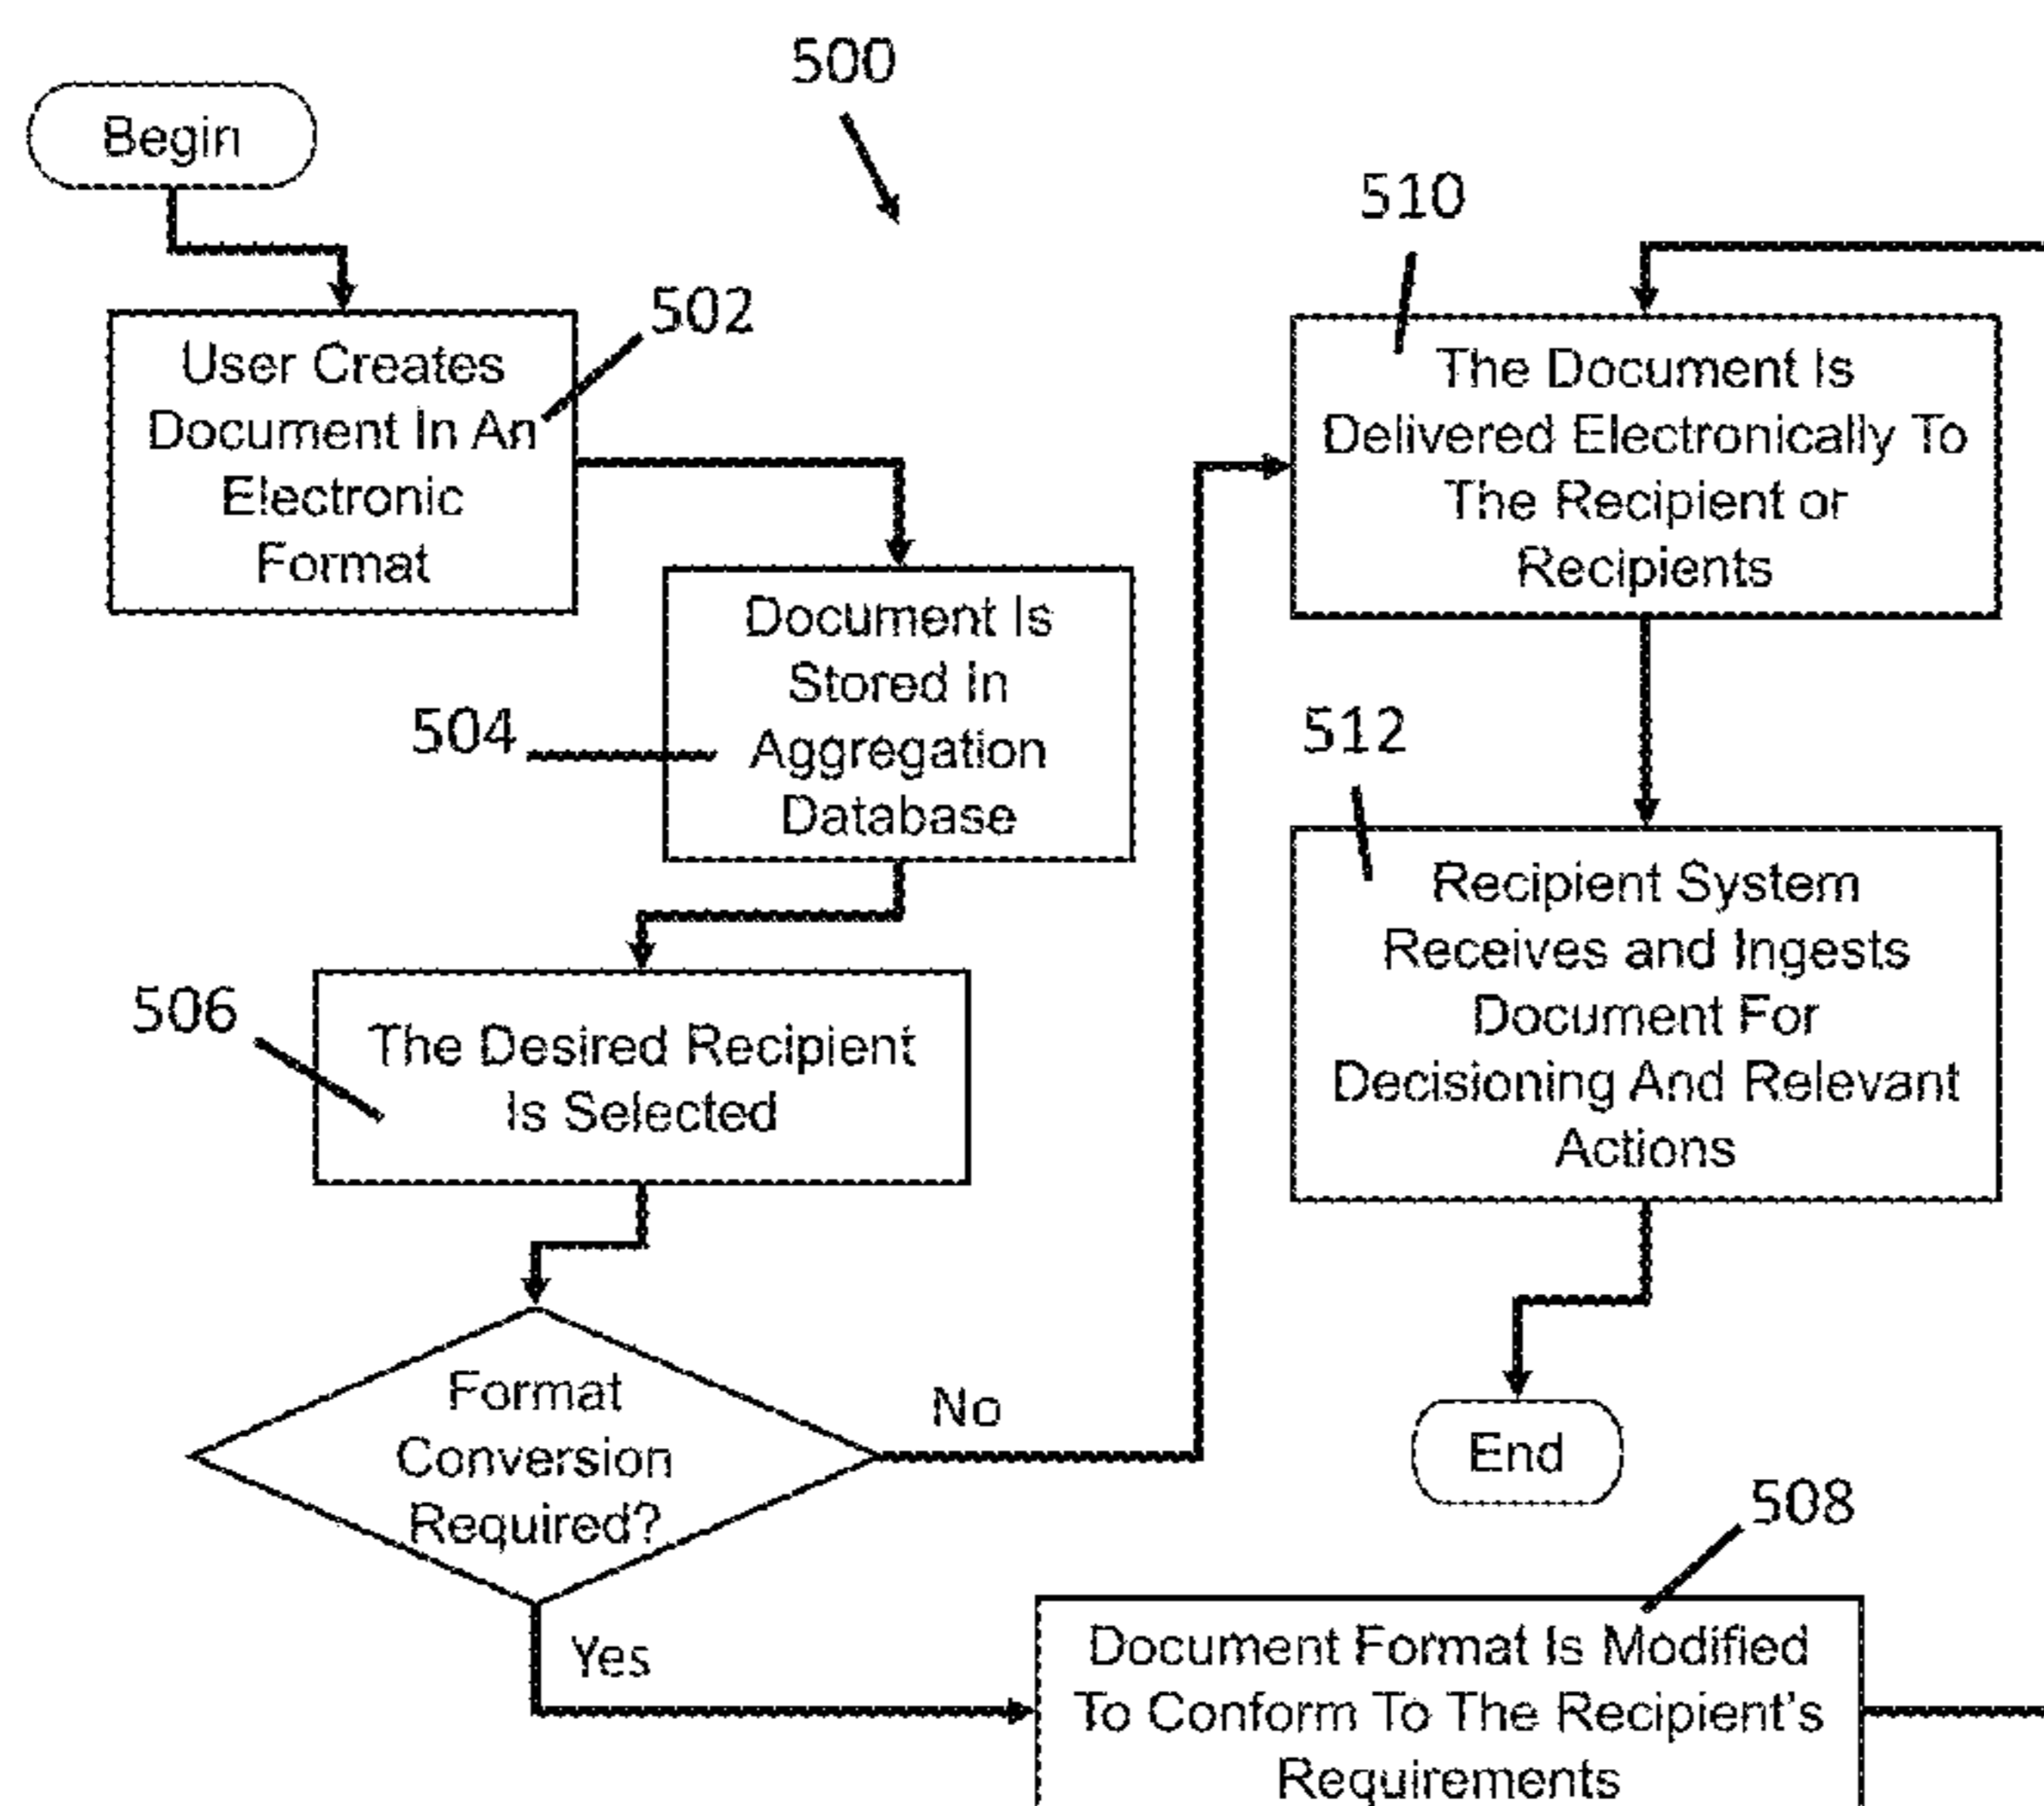 500
Begin
502
User Creates
Document In An
Electronic
Format
504
Document Is
Stored In
Aggregation
Database
506
The Desired Recipient
Is Selected
Format
Conversion
Required?
No
Yes
508
Document Format Is Modified
To Conform To The Recipient's
Requirements
510
The Document Is
Delivered Electronically To
The Recipient or
Recipients
512
Recipient System
Receives and Ingests
Document For
Decisioning And Relevant
Actions
End